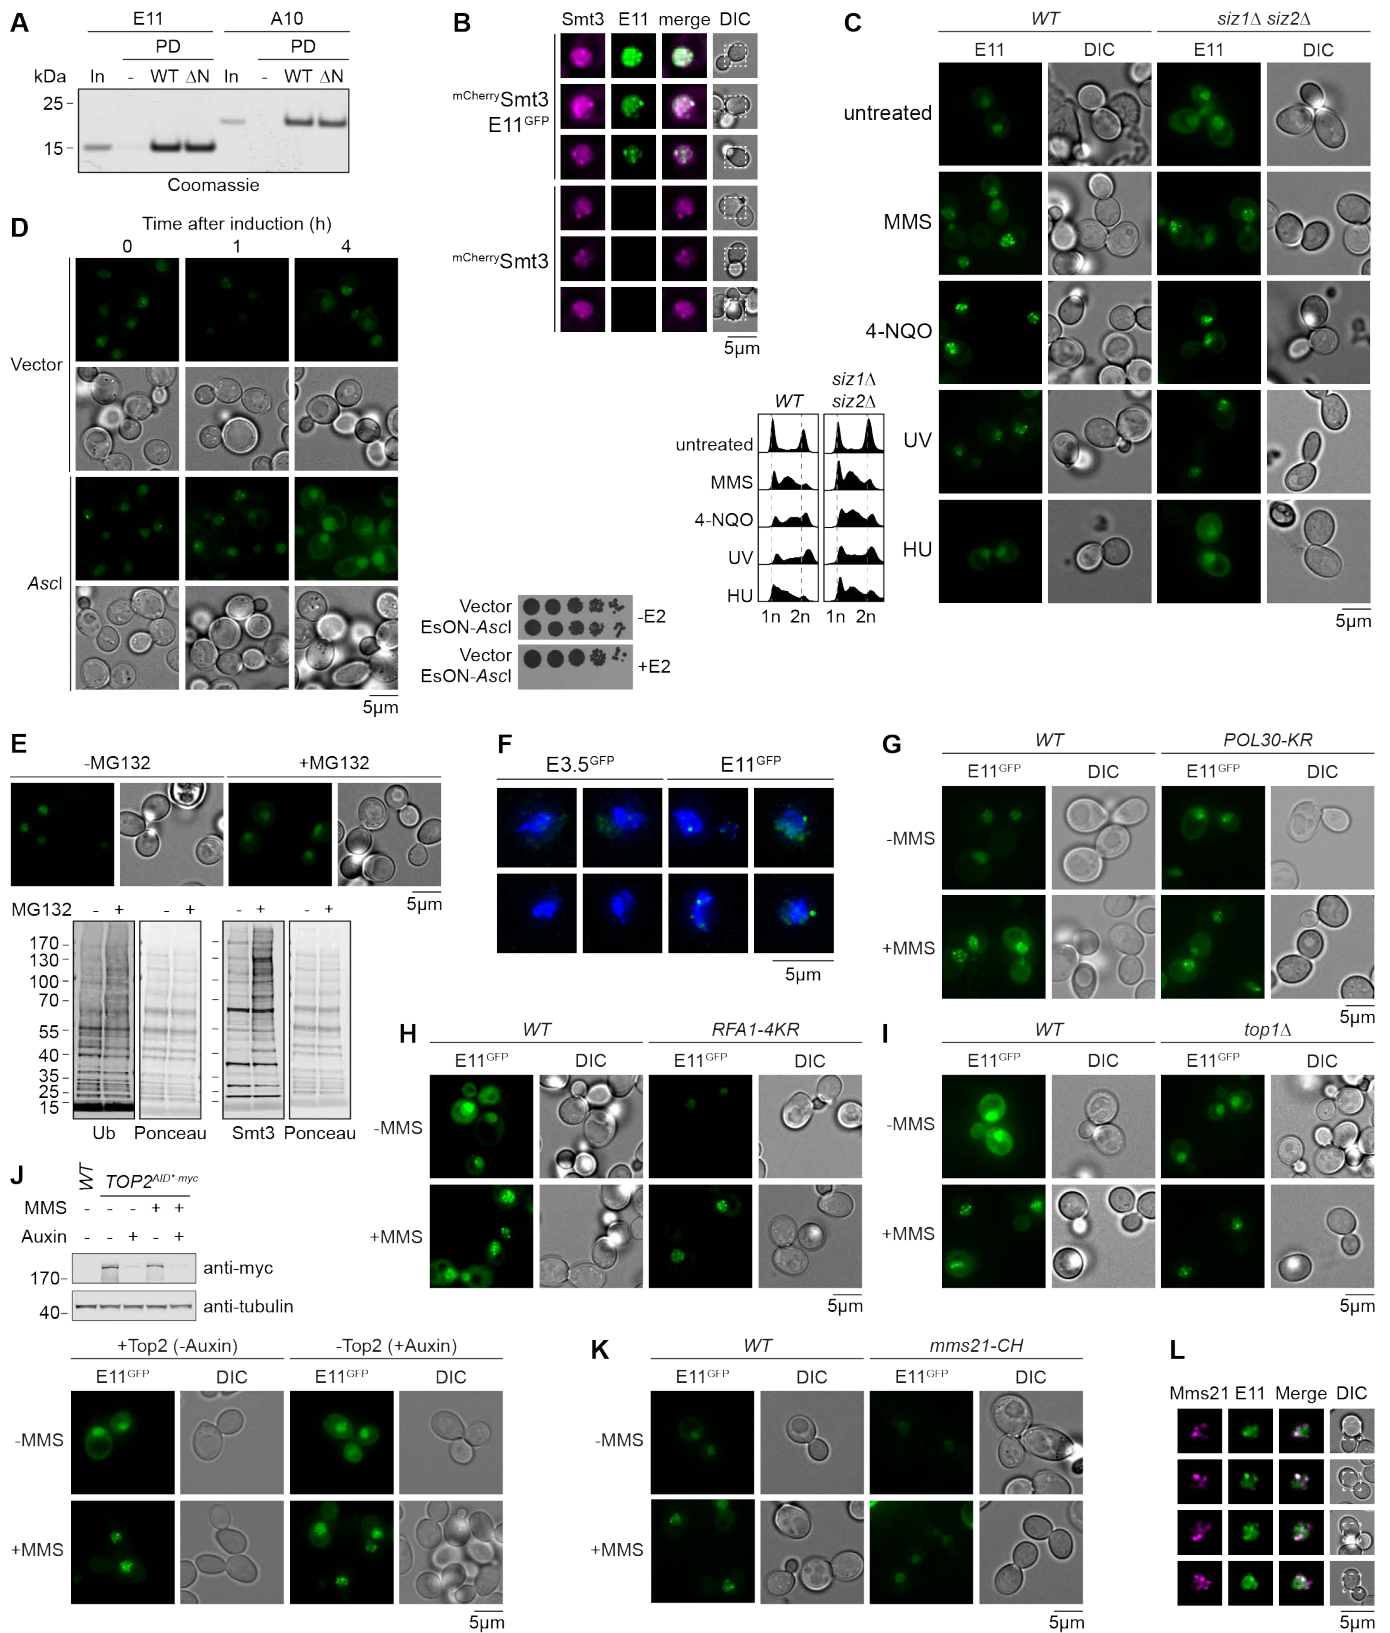 A
E11 A10
PD PD
kDa In - WT ΔN In - WT ΔN
25
15
Coomassie
B
Smt3 E11 merge DIC
mCherrySmt3
E11GFP
mCherrySmt3
5µm
C
WT siz1Δ siz2Δ
E11 DIC E11 DIC
untreated
MMS
4-NQO
UV
HU
5µm
WT siz1Δ siz2Δ
untreated
MMS
4-NQO
UV
HU
1n 2n 1n 2n
D
Time after induction (h)
0 1 4
Vector
AscI
5µm
Vector
EsON-AscI
-E2
Vector
EsON-AscI
+E2
E
-MG132 +MG132
5µm
MG132 - + - + - + - +
170
130
100
70
55
40
35
25
15
Ub Ponceau Smt3 Ponceau
F
E3.5GFP E11GFP
5µm
G
WT POL30-KR
E11GFP DIC E11GFP DIC
-MMS
+MMS
5µm
H
WT RFA1-4KR
E11GFP DIC E11GFP DIC
-MMS
+MMS
5µm
I
WT top1Δ
E11GFP DIC E11GFP DIC
-MMS
+MMS
5µm
J
WT TOP2AID*-myc
MMS - - - + +
Auxin - - + - +
170 anti-myc
40 anti-tubulin
+Top2 (-Auxin) -Top2 (+Auxin)
E11GFP DIC E11GFP DIC
-MMS
+MMS
5µm
K
WT mms21-CH
E11GFP DIC E11GFP DIC
-MMS
+MMS
5µm
L
Mms21 E11 Merge DIC
5µm